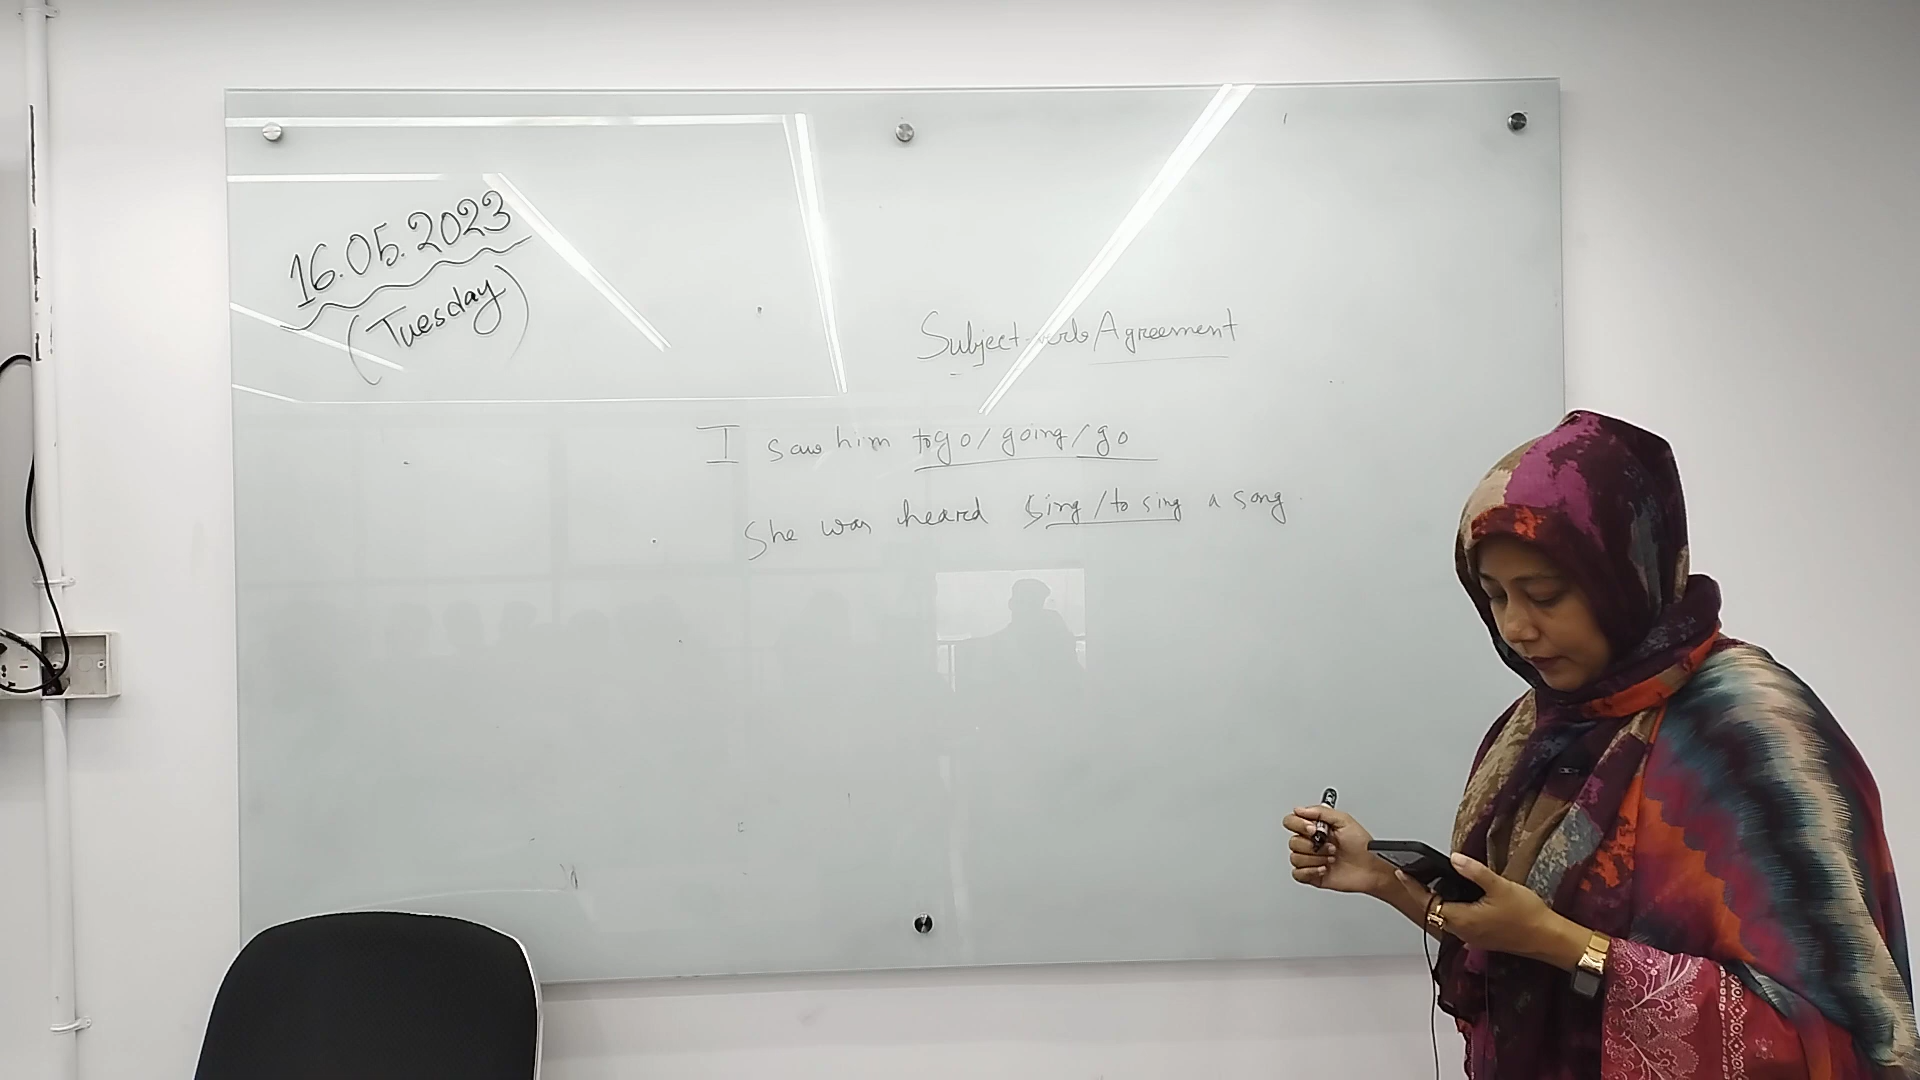 16.05.2023
(Tuesday)
Subject-verb Agreement
I saw him to go/going/go
She was heard sing/to sing a song.